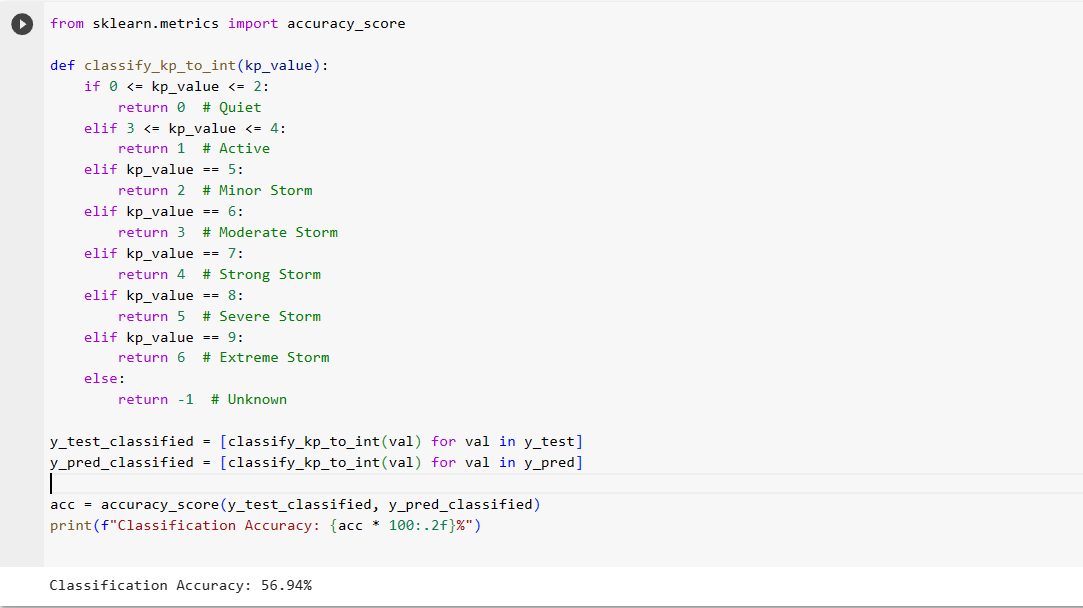 from sklearn.metrics import accuracy_score

def classify_kp_to_int(kp_value):
    if 0 <= kp_value <= 2:
        return 0  # Quiet
    elif 3 <= kp_value <= 4:
        return 1  # Active
    elif kp_value == 5:
        return 2  # Minor Storm
    elif kp_value == 6:
        return 3  # Moderate Storm
    elif kp_value == 7:
        return 4  # Strong Storm
    elif kp_value == 8:
        return 5  # Severe Storm
    elif kp_value == 9:
        return 6  # Extreme Storm
    else:
        return -1  # Unknown

y_test_classified = [classify_kp_to_int(val) for val in y_test]
y_pred_classified = [classify_kp_to_int(val) for val in y_pred]

acc = accuracy_score(y_test_classified, y_pred_classified)
print(f"Classification Accuracy: {acc * 100:.2f}%")

Classification Accuracy: 56.94%